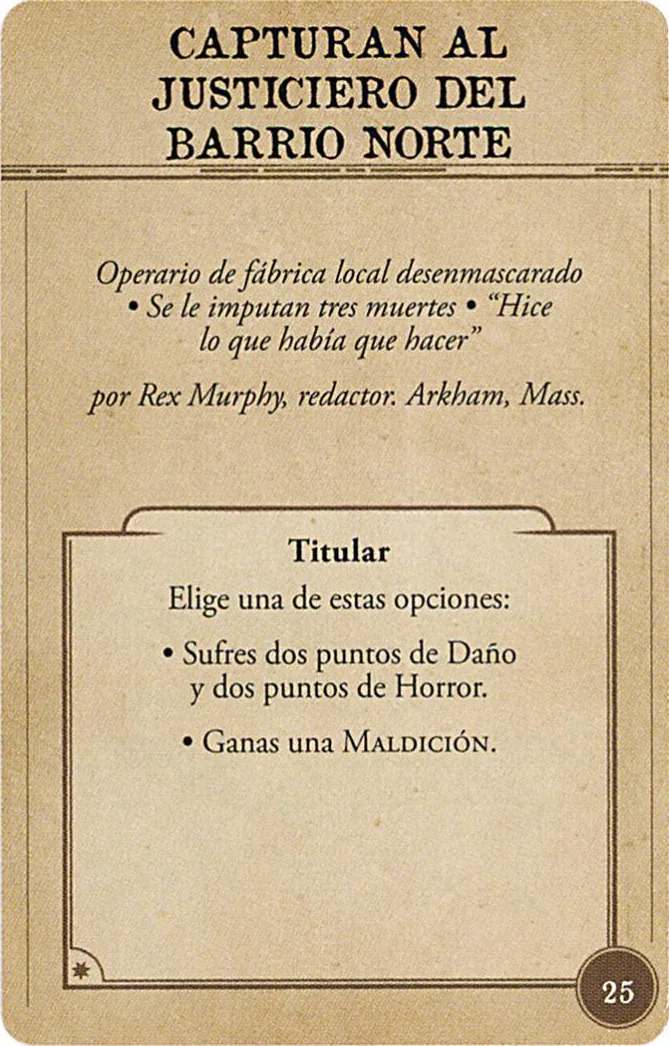 CAPTURAN AL
JUSTICIERO DEL
BARRIO NORTE
Operario de fábrica local desenmascarado
• Se le imputan tres muertes • “Hice
lo que había que hacer”
por Rex Murphy, redactor. Arkham, Mass.
Titular
Elige una de estas opciones:
• Sufres dos puntos de Daño
y dos puntos de Horror.
• Ganas una MALDICIÓN.
25